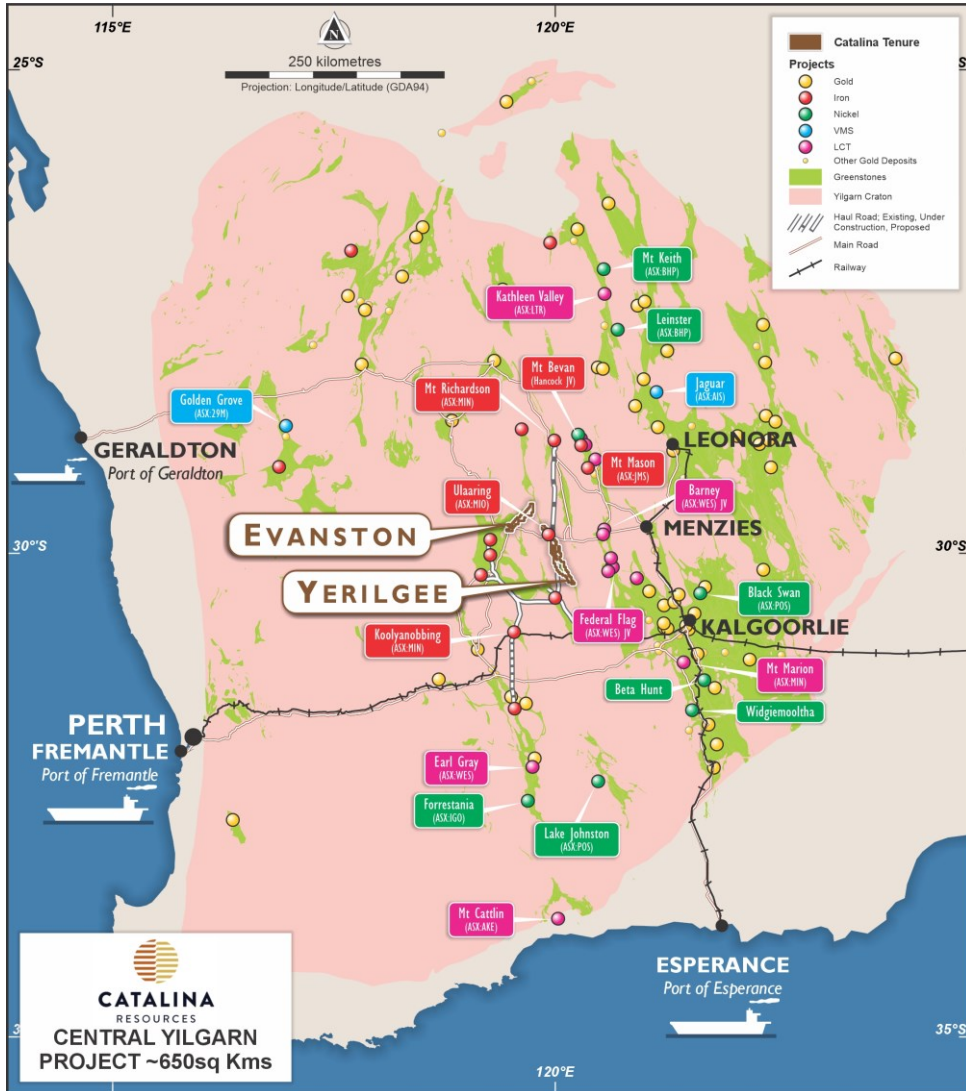 115°E
120°E
N
250 kilometres
Projection: Longitude/Latitude (GDA94)
25°S
°S
Catalina Tenure
Projects
Gold
Iron
Nickel
VMS
LCT
Other Gold Deposits
Greenstones
Yilgarn Craton
Haul Road; Existing, Under
Construction, Proposed
Main Road
Railway
Mt Keith
(ASX:BHP)
Kathleen Valley
(ASX:LTR)
Leinster
(ASX:BHP)
Mt Bevan
(Hancock JV)
Mt Richardson
(ASX:MIN)
Jaguar
(ASX:AIS)
Golden Grove
(ASX:29M)
GERALDTON
Port of Geraldton
LEONORA
Mt Mason
(ASX:JMS)
Ulaaring
(ASX:MIO)
Barney
(ASX:WES) JV
EVANSTON
MENZIES
30°S
30°S
YERILGEE
Black Swan
(ASX:POS)
Federal Flag
(ASX:WES) JV
KALGOORLIE
Koolyanobbing
(ASX:MIN)
Mt Marion
(ASX:MIN)
Beta Hunt
Widgiemooltha
PERTH
FREMANTLE
Port of Fremantle
Earl Gray
(ASX:WES)
Forrestania
(ASX:IGO)
Lake Johnston
(ASX:POS)
Mt Cattlin
(ASX:AKE)
ESPERANCE
Port of Esperance
CATALINA
RESOURCES
CENTRAL YILGARN
PROJECT ~650sq Kms
35°S
120°E